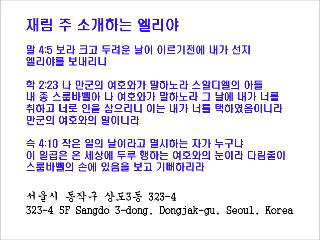 재림 주 소개하는 엘리야
말 4:5 보라 크고 두려운 날이 이르기전에 내가 선지
엘리야를 보내리니
학 2:23 나 만군의 여호와가 말하노라 스알디엘의 아들
내 종 스룹바벨아 나 여호와가 말하노라 그 날에 내가 너를
취하고 너로 인을 삼으리니 이는 내가 너를 택하였음이니라
만군의 여호와의 말이니라
슥 4:10 작은 일의 날이라고 멸시하는 자가 누구냐
이 일곱은 온 세상에 두루 행하는 여호와의 눈이라 다림줄이
스룹바벨의 손에 있음을 보고 기뻐하리라
서울시 동작구 상도3동 323-4
323-4 5F Sangdo 3-dong, Dongjak-gu, Seoul, Korea